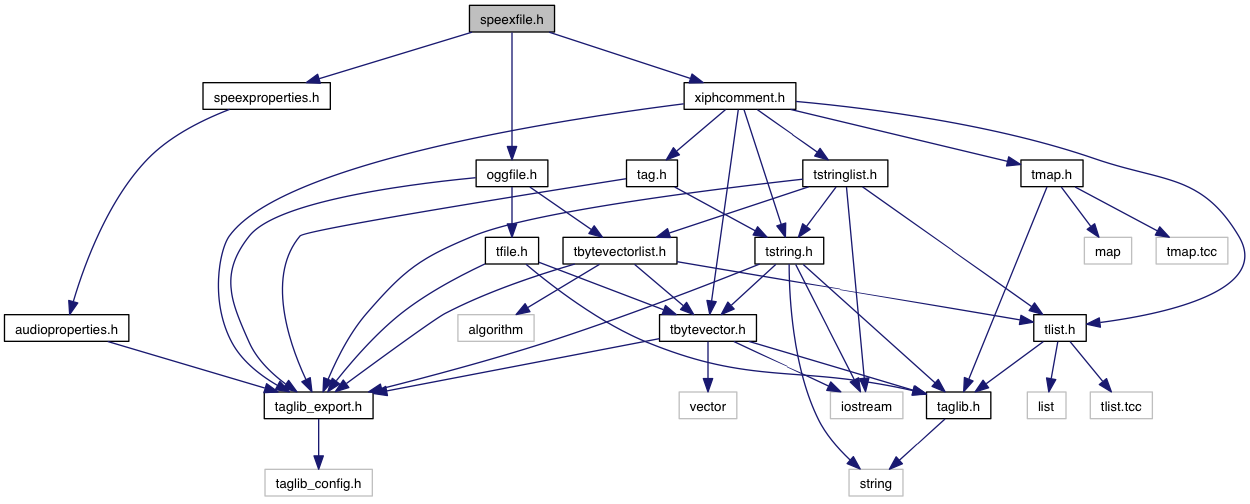 speexfile.h
speexproperties.h
xiphcomment.h
oggfile.h
tag.h
tstringlist.h
tmap.h
tfile.h
tbytevectorlist.h
tstring.h
map
tmap.tcc
audioproperties.h
algorithm
tbytevector.h
tlist.h
taglib_export.h
vector
iostream
taglib.h
list
tlist.tcc
taglib_config.h
string